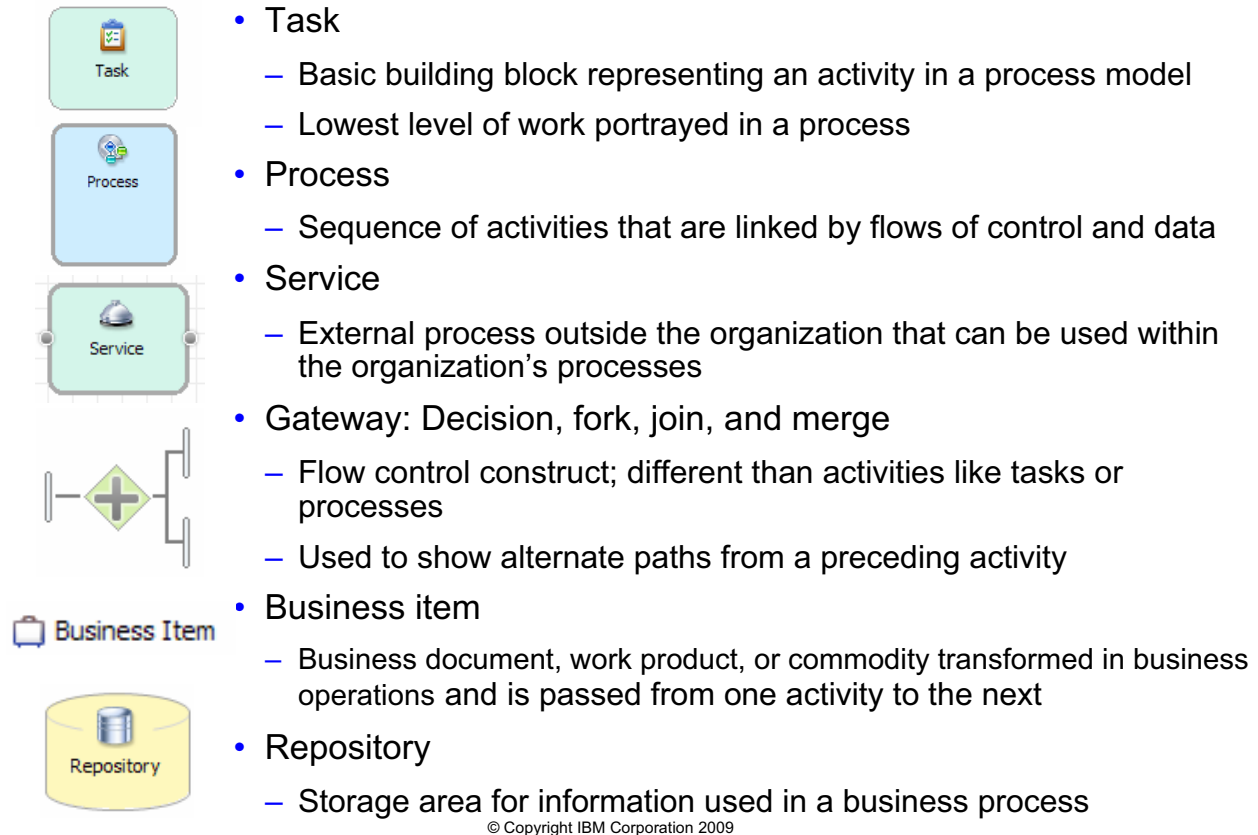 Task
• Task
– Basic building block representing an activity in a process model
– Lowest level of work portrayed in a process
Process
• Process
– Sequence of activities that are linked by flows of control and data
Service
• Service
– External process outside the organization that can be used within
the organization’s processes
• Gateway: Decision, fork, join, and merge
– Flow control construct; different than activities like tasks or
processes
– Used to show alternate paths from a preceding activity
Business Item
• Business item
– Business document, work product, or commodity transformed in business
operations and is passed from one activity to the next
Repository
• Repository
– Storage area for information used in a business process
© Copyright IBM Corporation 2009